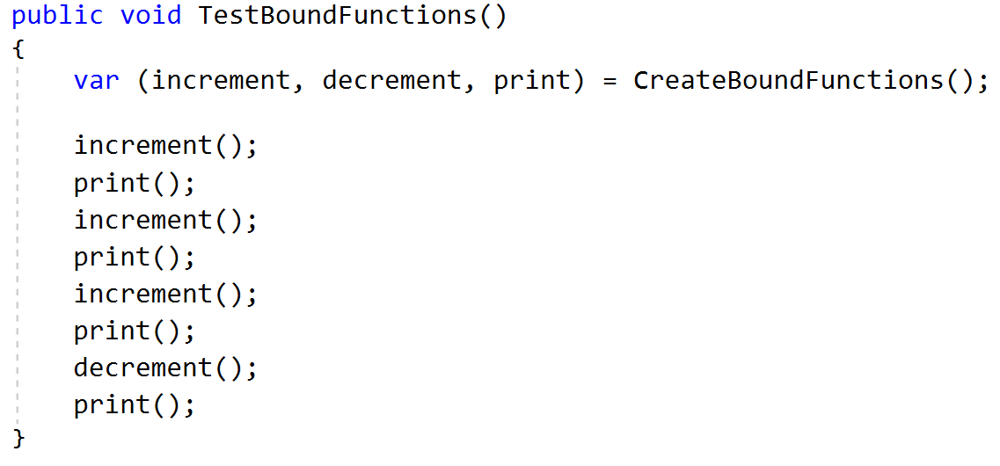 public void TestBoundFunctions()
{
    var (increment, decrement, print) = CreateBoundFunctions();

    increment();
    print();
    increment();
    print();
    increment();
    print();
    decrement();
    print();
}